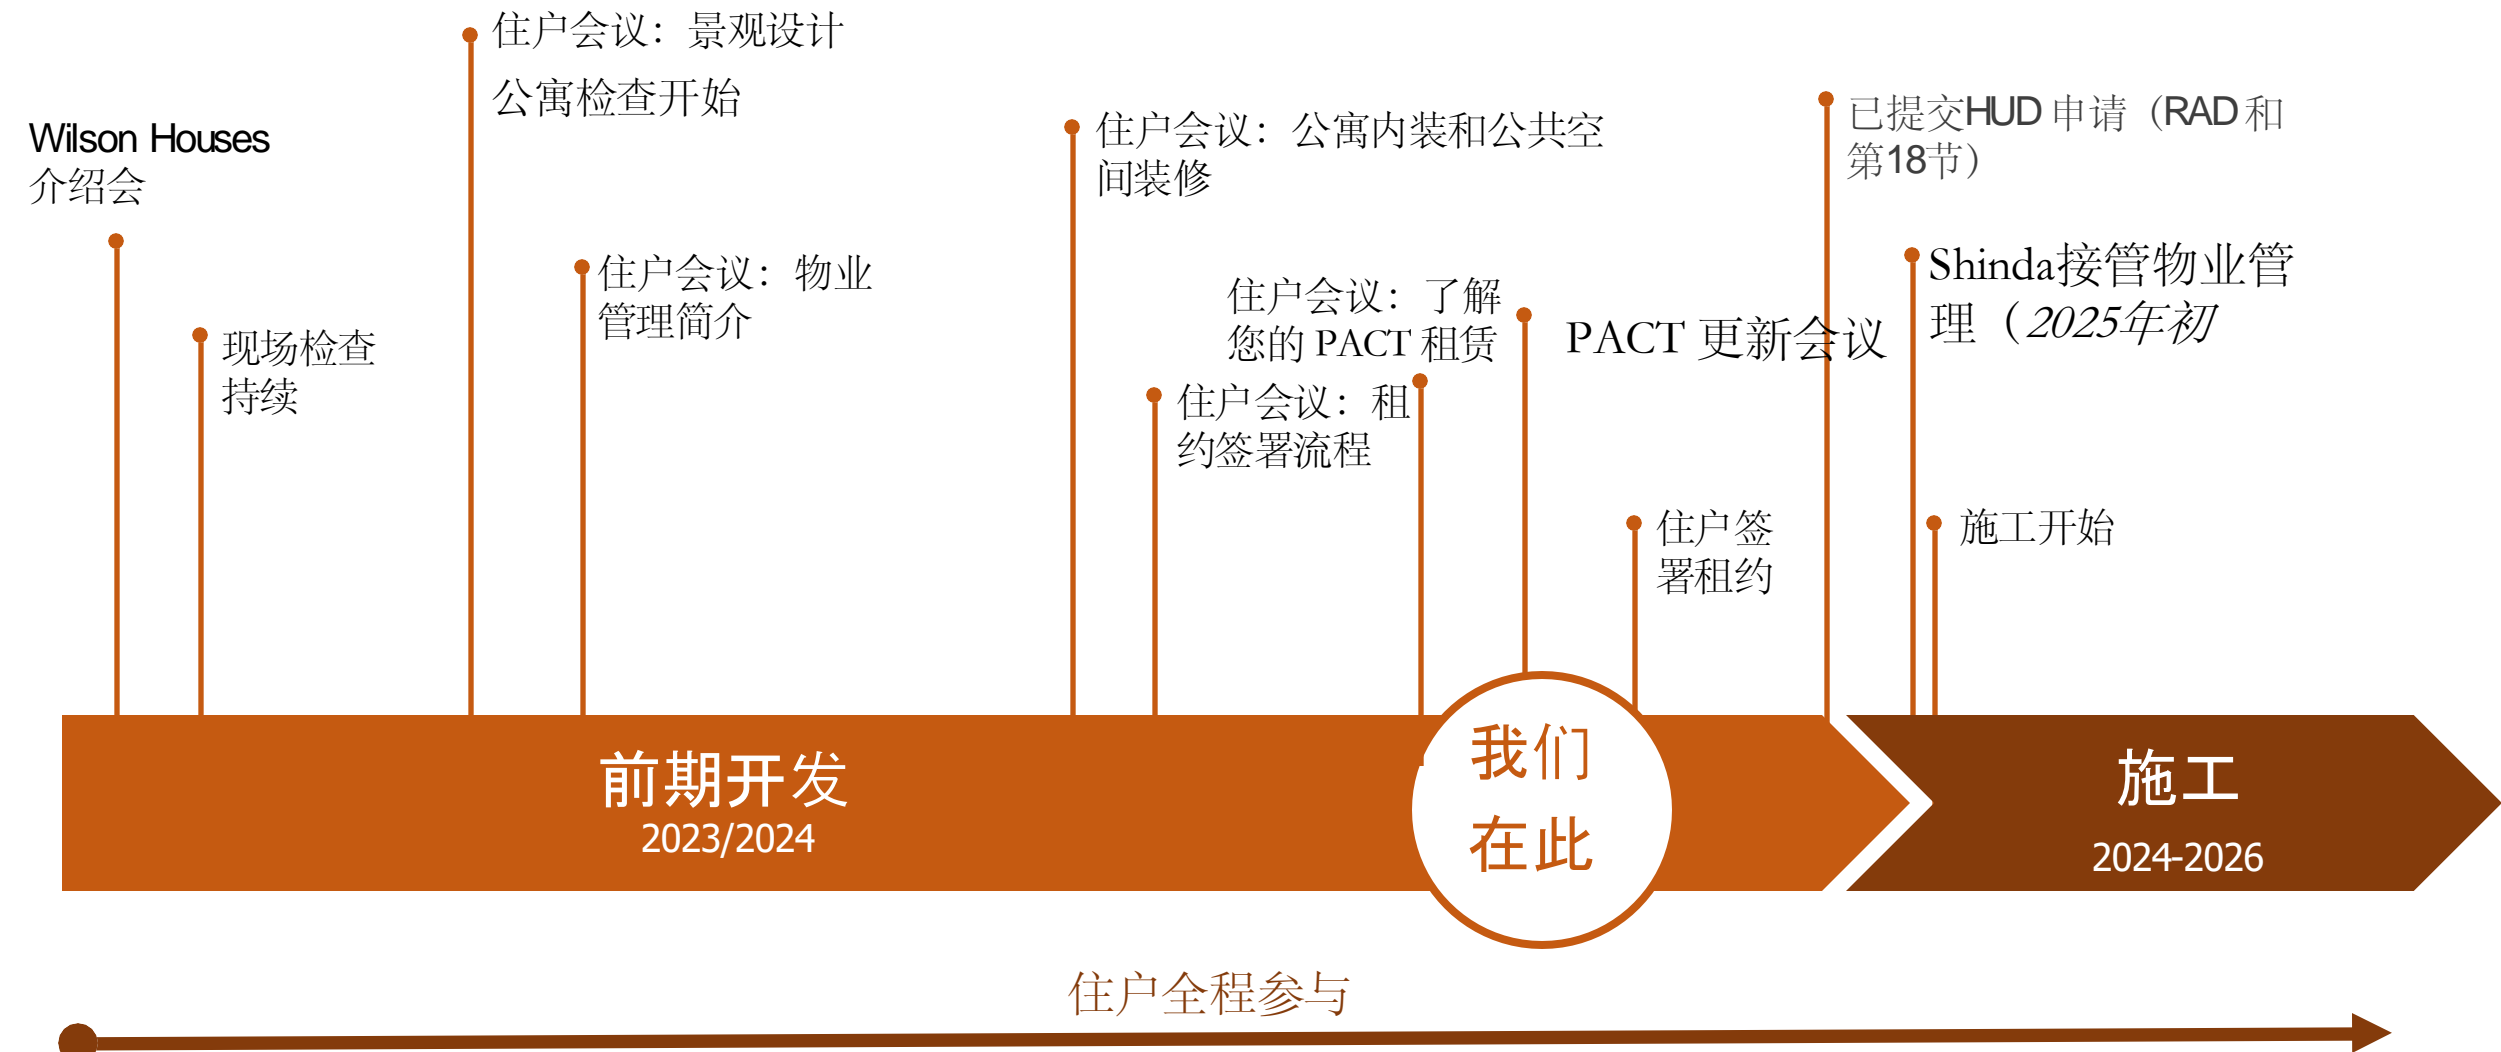 Wilson Houses
介绍会
现场检查
持续
住户会议：景观设计
公寓检查开始
住户会议：物业
管理简介
住户会议：公寓内装和公共空
间装修
住户会议：租
约签署流程
住户会议：了解
您的 PACT 租赁
PACT 更新会议
住户签
署租约
已提交HUD 申请（RAD 和
第18节）
Shinda接管物业管
理（2025年初
施工开始
前期开发
2023/2024
我们
在此
施工
2024-2026
住户全程参与